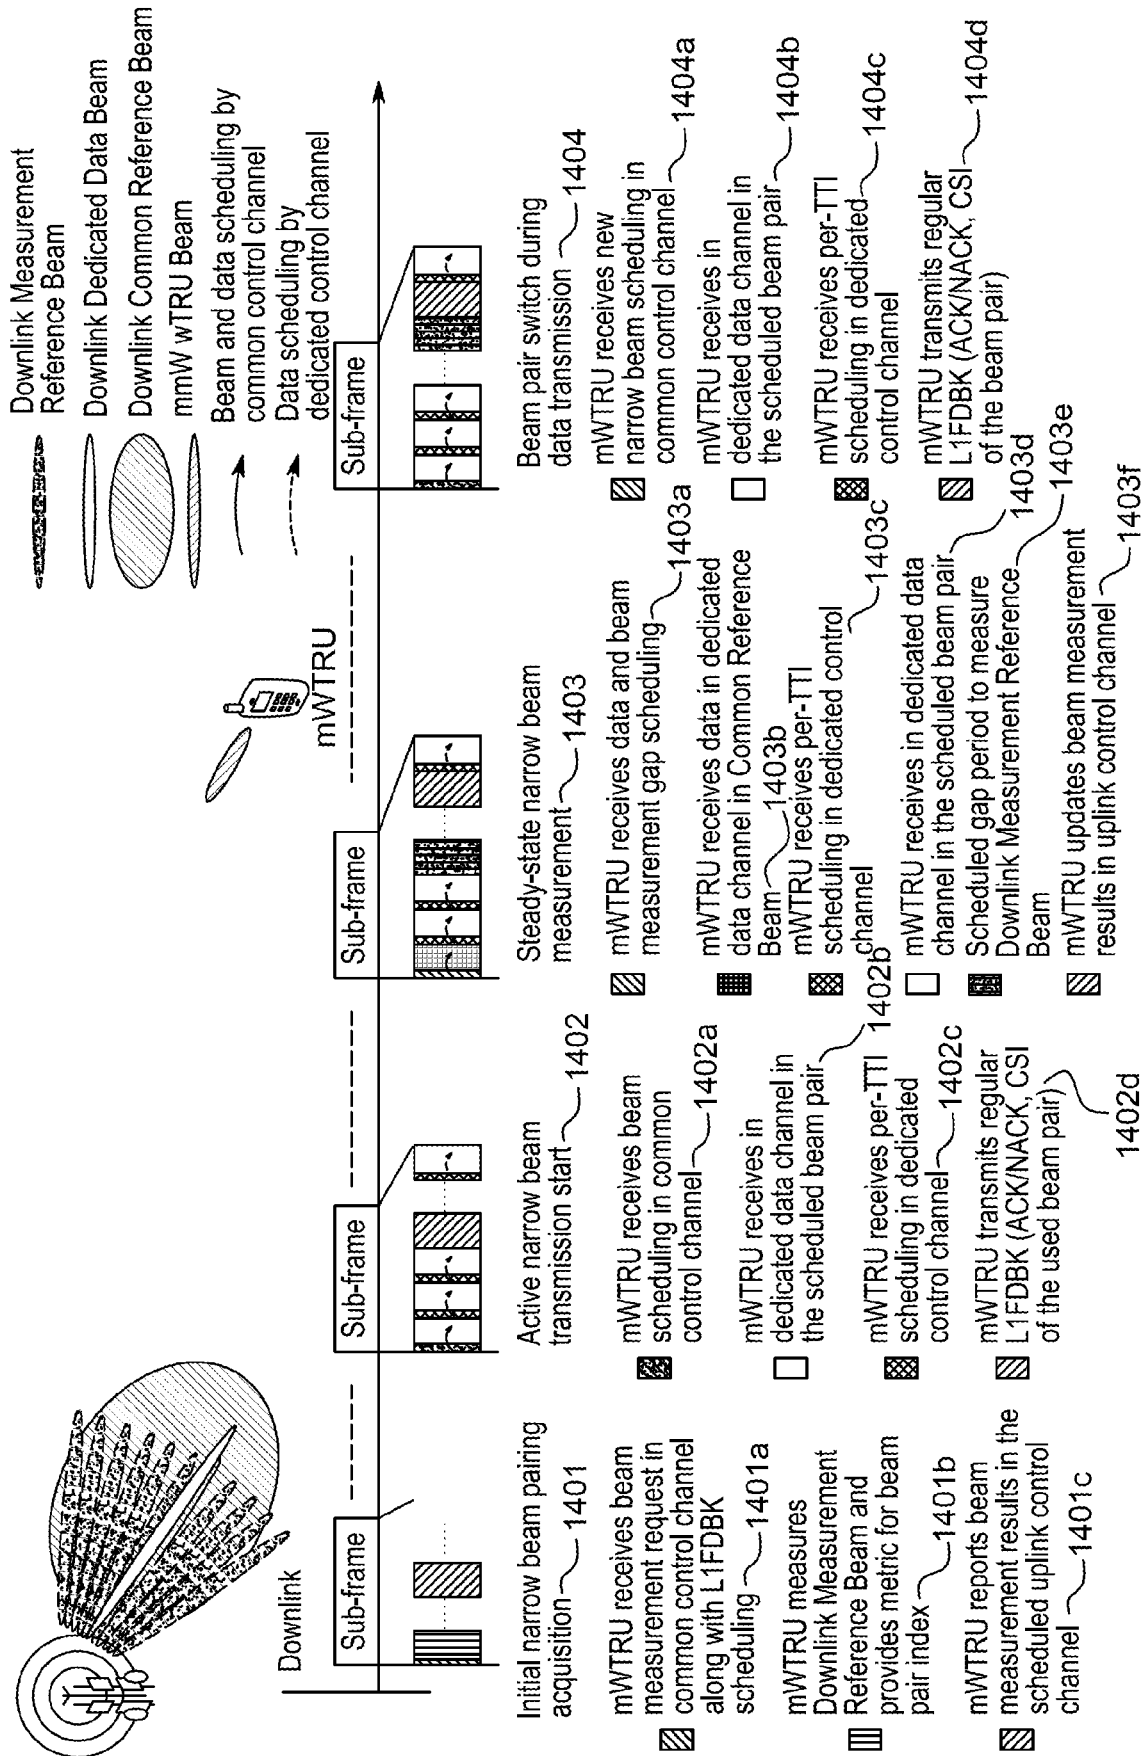 Downlink Measurement
Reference Beam
Downlink Dedicated Data Beam
Downlink Common Reference Beam
mmW wTRU Beam
Beam and data scheduling by
common control channel
Data scheduling by
dedicated control channel
mWTRU
Downlink
Sub-frame
Sub-frame
Sub-frame
Sub-frame
Initial narrow beam pairing
acquisition 1401
mWTRU receives beam
measurement request in
common control channel
along with L1FDBK
scheduling 1401a
mWTRU measures
Downlink Measurement
Reference Beam and
provides metric for beam
pair index 1401b
mWTRU reports beam
measurement results in the
scheduled uplink control
channel 1401c
Active narrow beam
transmission start 1402
mWTRU receives beam
scheduling in common
control channel 1402a
mWTRU receives in
dedicated data channel in
the scheduled beam pair 1402b
mWTRU receives per-TTI
scheduling in dedicated
control channel 1402c
mWTRU transmits regular
L1FDBK (ACK/NACK, CSI
of the used beam pair)
1402d
Steady-state narrow beam
measurement 1403
mWTRU receives data and beam
measurement gap scheduling 1403a
mWTRU receives data in dedicated
data channel in Common Reference
Beam 1403b
mWTRU receives per-TTI
scheduling in dedicated control
channel 1403c
mWTRU receives in dedicated data
channel in the scheduled beam pair 1403d
Scheduled gap period to measure
Downlink Measurement Reference
Beam 1403e
mWTRU updates beam measurement
results in uplink control channel 1403f
Beam pair switch during
data transmission 1404
mWTRU receives new
narrow beam scheduling in
common control channel 1404a
mWTRU receives in
dedicated data channel in
the scheduled beam pair 1404b
mWTRU receives per-TTI
scheduling in dedicated
control channel 1404c
mWTRU transmits regular
L1FDBK (ACK/NACK, CSI
of the beam pair) 1404d